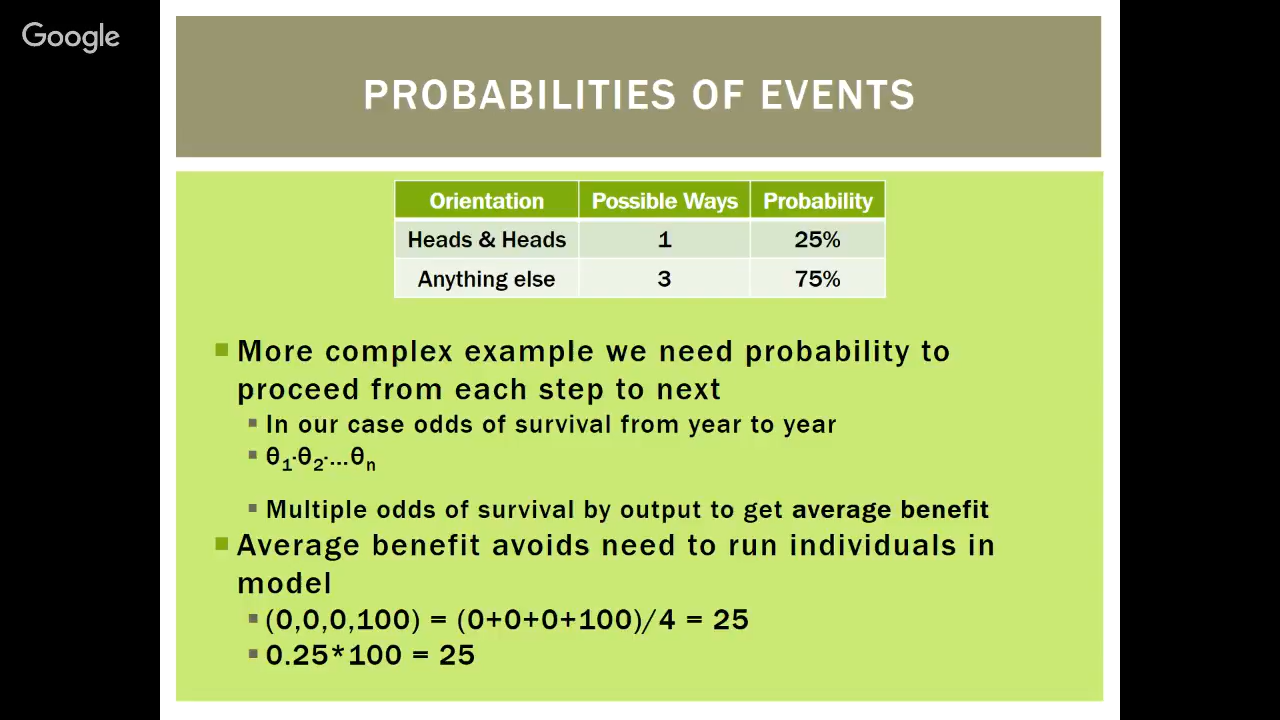 Google
PROBABILITIES OF EVENTS
Orientation Possible Ways Probability
Heads & Heads 1 25%
Anything else 3 75%
More complex example we need probability to
proceed from each step to next
In our case odds of survival from year to year
θ1·θ2·…θn
Multiple odds of survival by output to get average benefit
Average benefit avoids need to run individuals in
model
(0,0,0,100) = (0+0+0+100)/4 = 25
0.25*100 = 25